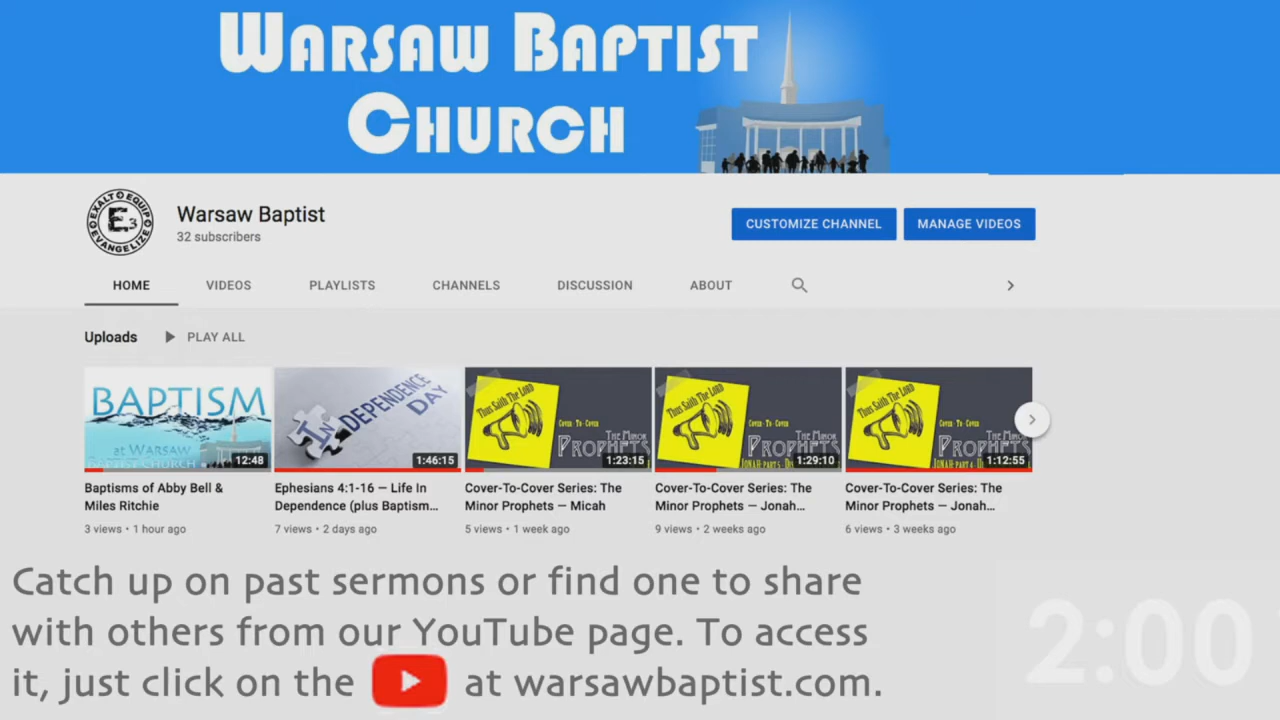 WARSAW BAPTIST
CHURCH
EXALT EQUIP EVANGELIZE
E3
Warsaw Baptist
32 subscribers
CUSTOMIZE CHANNEL
MANAGE VIDEOS
HOME VIDEOS PLAYLISTS CHANNELS DISCUSSION ABOUT
Uploads PLAY ALL
BAPTISM
at WARSAW
BAPTIST CHURCH
12:48
IN DEPENDENCE
DAY
1:46:15
THUS SAITH THE LORD
COVER-TO-COVER
THE MINOR
PROPHETS
1:23:15
THUS SAITH THE LORD
COVER-TO-COVER
THE MINOR
PROPHETS
JONAH-PART 5-
1:29:10
THUS SAITH THE LORD
COVER-TO-COVER
THE MINOR
PROPHETS
JONAH-PART 4-
1:12:55
Baptisms of Abby Bell &
Miles Ritchie
3 views • 1 hour ago
Ephesians 4:1-16 — Life In
Dependence (plus Baptism...
7 views • 2 days ago
Cover-To-Cover Series: The
Minor Prophets — Micah
5 views • 1 week ago
Cover-To-Cover Series: The
Minor Prophets — Jonah...
9 views • 2 weeks ago
Cover-To-Cover Series: The
Minor Prophets — Jonah...
6 views • 3 weeks ago
Catch up on past sermons or find one to share
with others from our YouTube page. To access
it, just click on the at warsawbaptist.com.
2:00